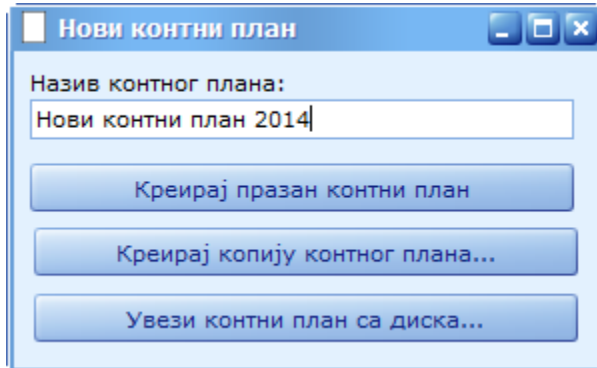 Нови контни план
Назив контног плана:
Нови контни план 2014
Креирај празан контни план
Креирај копију контног плана...
Увези контни план са диска...